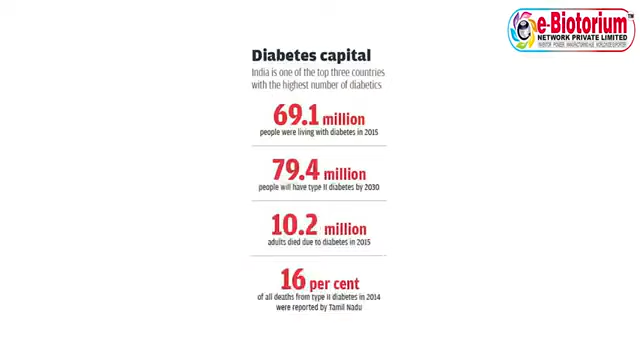 e-Biotorium
TM
NETWORK PRIVATE LIMITED
Diabetes capital
India is one of the top three countries
with the highest number of diabetics
69.1 million
people were living with diabetes in 2015
79.4 million
people will have type II diabetes by 2030
10.2 million
adults died due to diabetes in 2015
16 per cent
of all deaths from type II diabetes in 2014
were reported by Tamil Nadu